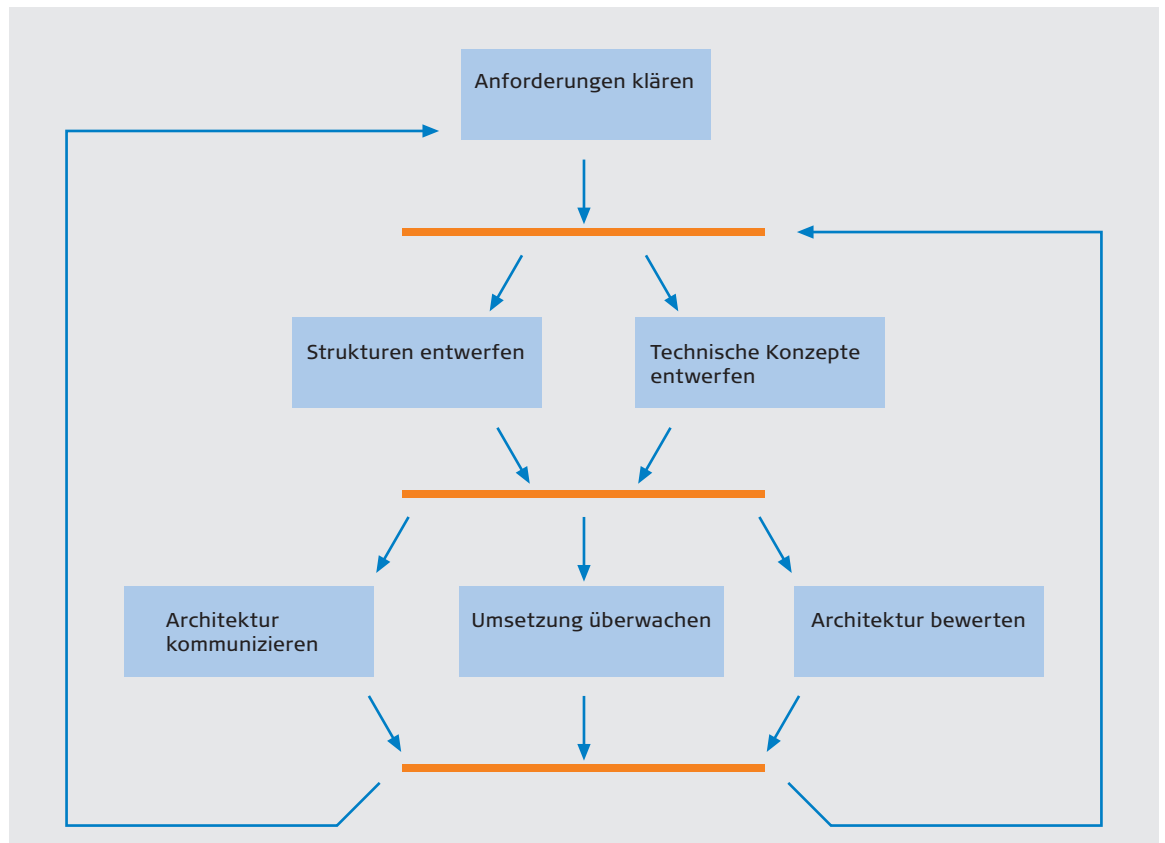 Anforderungen klären
Strukturen entwerfen
Technische Konzepte
entwerfen
Architektur
kommunizieren
Umsetzung überwachen
Architektur bewerten